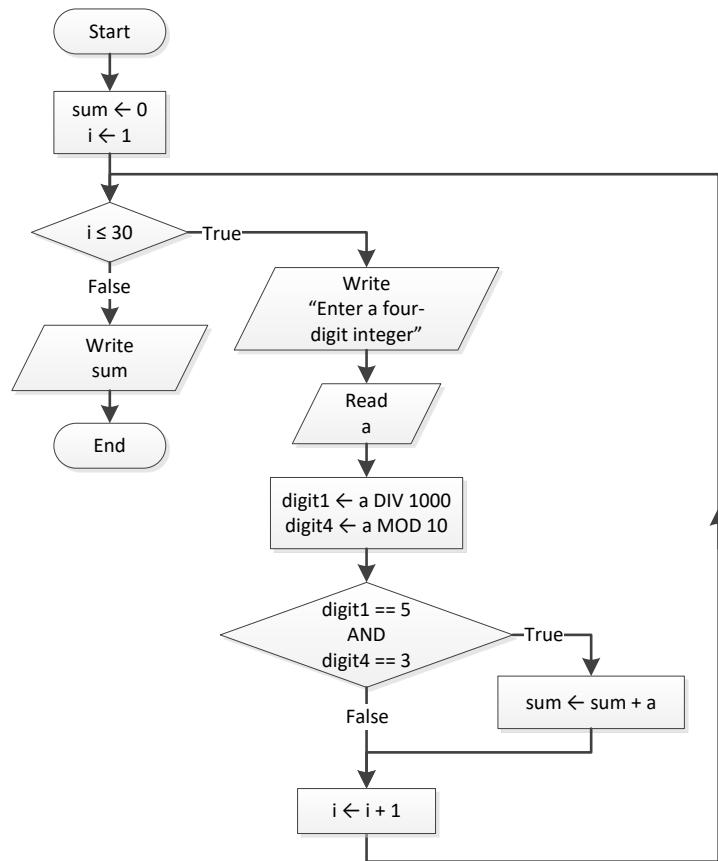 Start
sum ← 0
i ← 1
i ≤ 30
True
False
Write
sum
End
Write
“Enter a four-
digit integer”
Read
a
digit1 ← a DIV 1000
digit4 ← a MOD 10
digit1 == 5
AND
digit4 == 3
True
sum ← sum + a
False
i ← i + 1